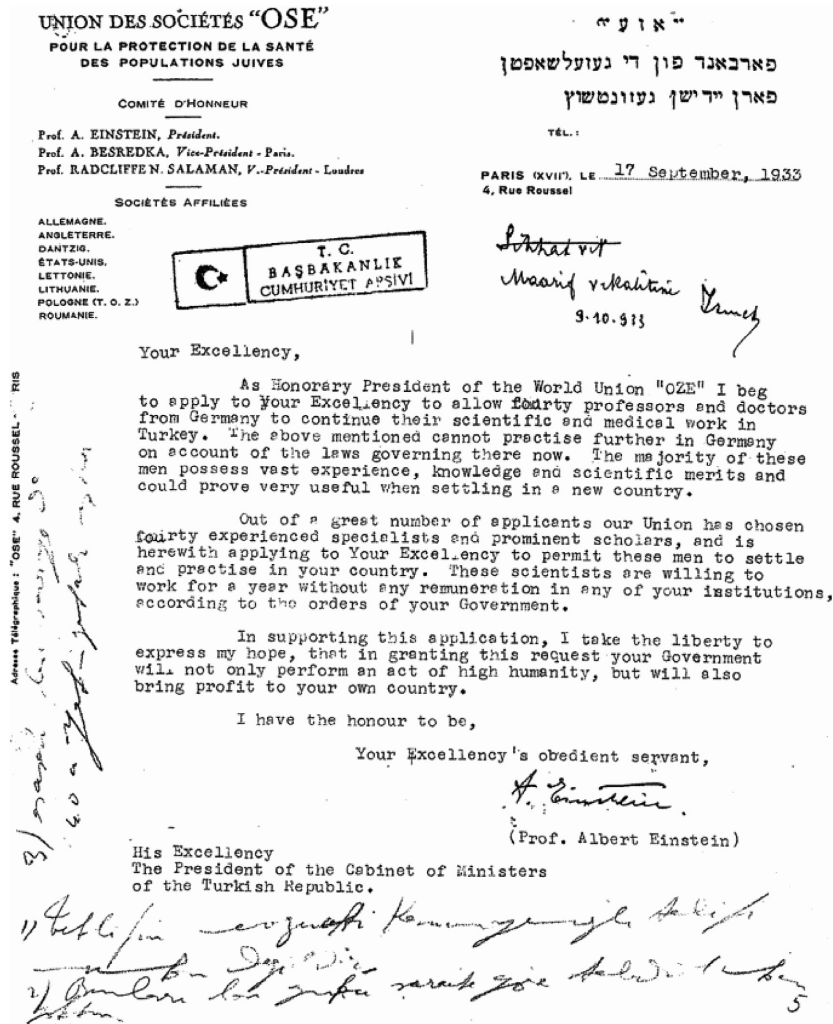 UNION DES SOCIÉTÉS "OSE"
POUR LA PROTECTION DE LA SANTÉ
DES POPULATIONS JUIVES
COMITÉ D'HONNEUR
Prof. A. EINSTEIN, Président.
Prof. A. BESREDKA, Vice-Président - Paris.
Prof. RADCLIFFE N. SALAMAN, V.-Président - Londres
SOCIÉTÉS AFFILIÉES
ALLEMAGNE.
ANGLETERRE.
DANTZIG.
ÉTATS-UNIS.
LETTONIE.
LITHUANIE.
POLOGNE (T. O. Z.)
ROUMANIE.
"אזע"
פארבאנד פון די געזעלשאפטן
פארן יידישן געזונטשוץ
TÉL.:
PARIS (XVIIe), LE 17 September, 1933
4, Rue Roussel
T. C.
BAŞBAKANLIK
CUMHURİYET ARŞİVİ
Maarif vekaletine
9.10.933
Your Excellency,
As Honorary President of the World Union "OZE" I beg
to apply to Your Excellency to allow fourty professors and doctors
from Germany to continue their scientific and medical work in
Turkey. The above mentioned cannot practise further in Germany
on account of the laws governing there now. The majority of these
men possess vast experience, knowledge and scientific merits and
could prove very useful when settling in a new country.
Out of a great number of applicants our Union has chosen
fourty experienced specialists and prominent scholars, and is
herewith applying to Your Excellency to permit these men to settle
and practise in your country. These scientists are willing to
work for a year without any remuneration in any of your institutions,
according to the orders of your Government.
In supporting this application, I take the liberty to
express my hope, that in granting this request your Government
will not only perform an act of high humanity, but will also
bring profit to your own country.
I have the honour to be,
Your Excellency's obedient servant,
A. Einstein.
(Prof. Albert Einstein)
His Excellency
The President of the Cabinet of Ministers
of the Turkish Republic.
Adresse Télégraphique : "OSE" 4, RUE ROUSSEL - RIS
3)
1)
2) Bunları
5